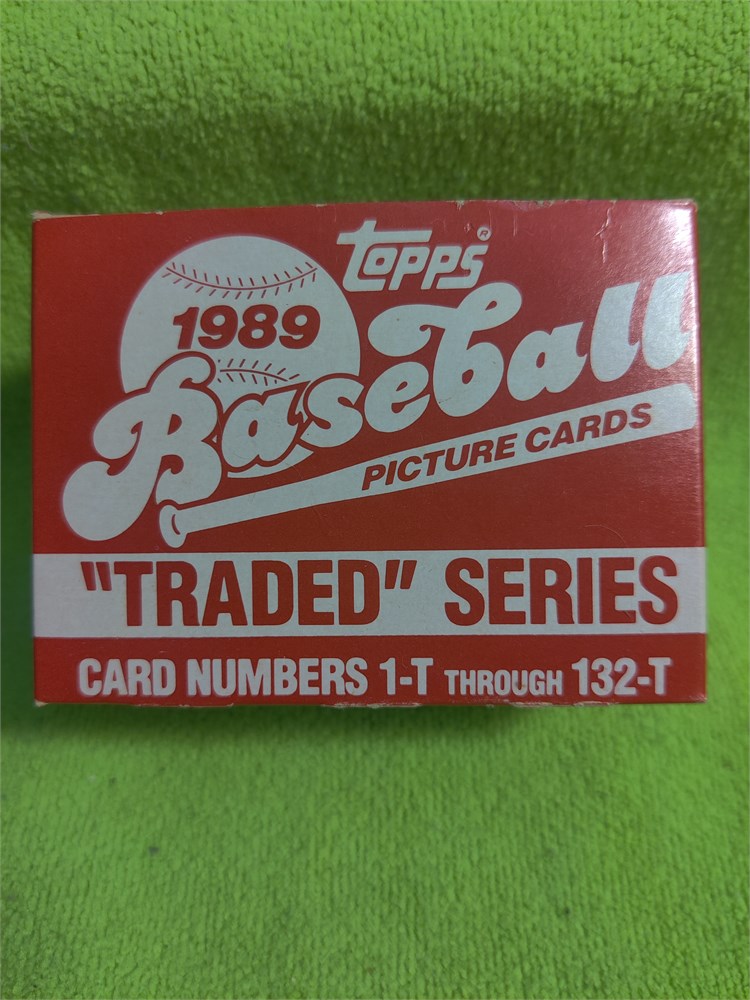 topps®
1989
Baseball
PICTURE CARDS
"TRADED" SERIES
CARD NUMBERS 1-T THROUGH 132-T